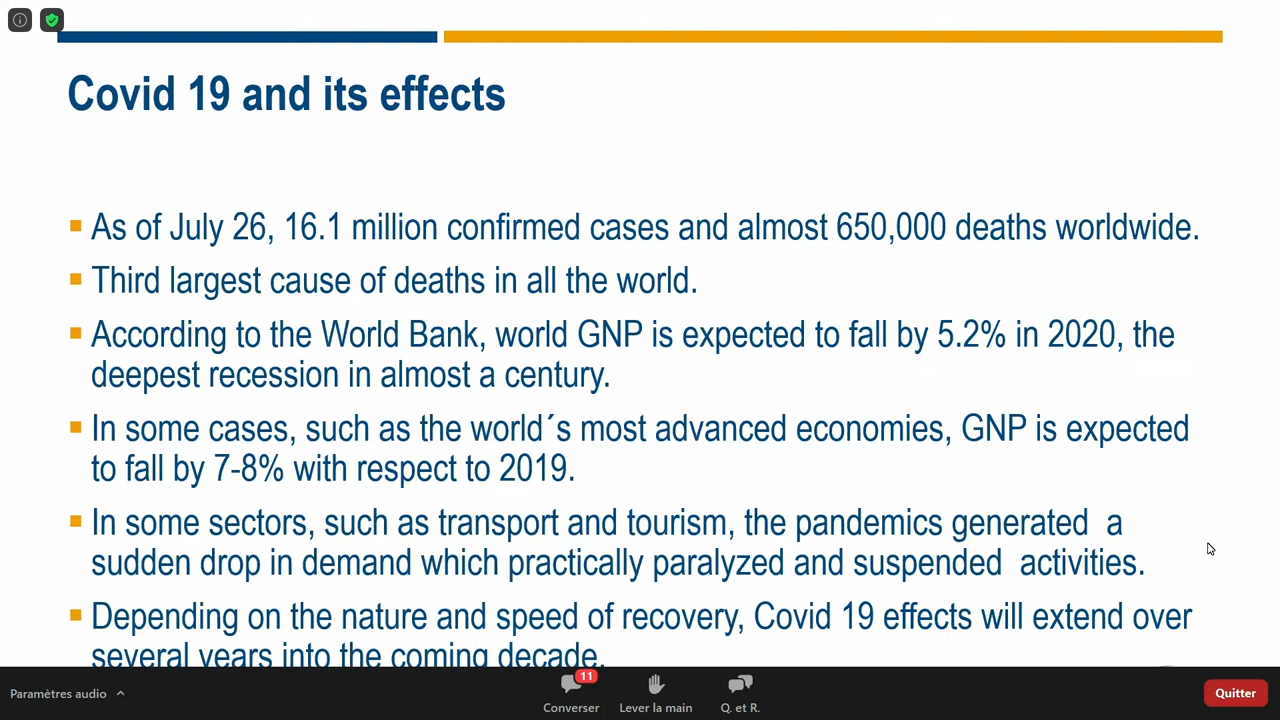 Covid 19 and its effects
As of July 26, 16.1 million confirmed cases and almost 650,000 deaths worldwide.
Third largest cause of deaths in all the world.
According to the World Bank, world GNP is expected to fall by 5.2% in 2020, the
deepest recession in almost a century.
In some cases, such as the world´s most advanced economies, GNP is expected
to fall by 7-8% with respect to 2019.
In some sectors, such as transport and tourism, the pandemics generated a
sudden drop in demand which practically paralyzed and suspended activities.
Depending on the nature and speed of recovery, Covid 19 effects will extend over
several years into the coming decade.
11
Paramètres audio
Converser
Lever la main
Q. et R.
Quitter